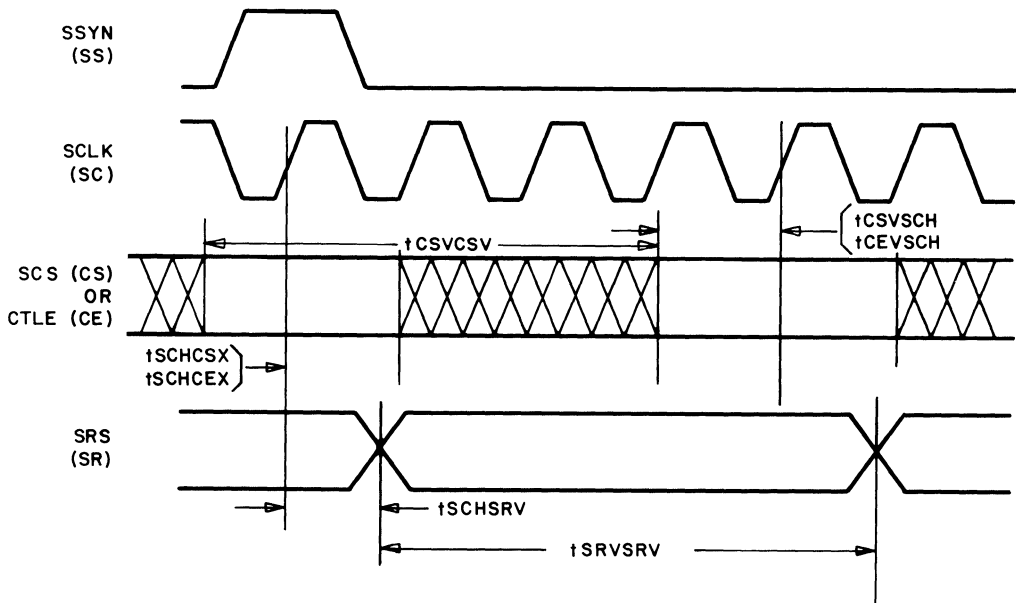 SSYN
(SS)
SCLK
(SC)
tCSVCSV
tCSVSCH
tCEVSCH
SCS (CS)
OR
CTLE (CE)
tSCHCSX
tSCHCEX
SRS
(SR)
tSCHSRV
tSRVSRV